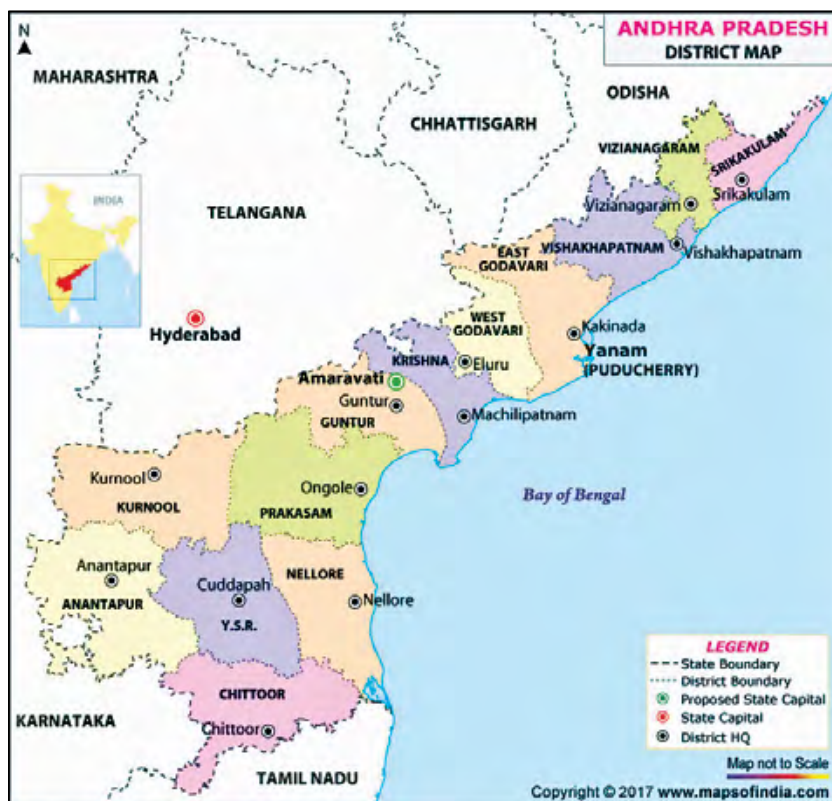 N
ANDHRA PRADESH
DISTRICT MAP
MAHARASHTRA
ODISHA
CHHATTISGARH
VIZIANAGARAM
SRIKAKULAM
Srikakulam
INDIA
TELANGANA
Vizianagaram
VISHAKHAPATNAM
Vishakhapatnam
EAST
GODAVARI
WEST
GODAVARI
Hyderabad
Kakinada
Yanam
(PUDUCHERRY)
KRISHNA
Eluru
Amaravati
Guntur
GUNTUR
Machilipatnam
Kurnool
KURNOOL
Ongole
PRAKASAM
Bay of Bengal
Anantapur
ANANTAPUR
Cuddapah
Y.S.R.
NELLORE
Nellore
CHITTOOR
Chittoor
KARNATAKA
TAMIL NADU
LEGEND
State Boundary
District Boundary
Proposed State Capital
State Capital
District HQ
Map not to Scale
Copyright © 2017 www.mapsofindia.com